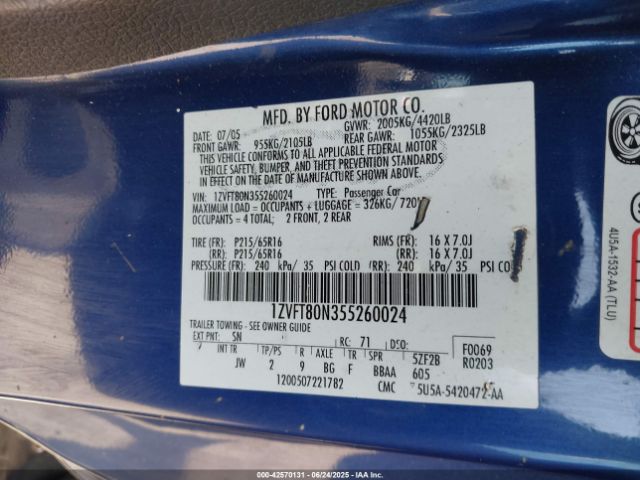 MFD. BY FORD MOTOR CO.
DATE: 07/05 GVWR: 2005KG/4420LB
FRONT GAWR: 955KG/2105LB REAR GAWR: 1055KG/2325LB
THIS VEHICLE CONFORMS TO ALL APPLICABLE FEDERAL MOTOR
VEHICLE SAFETY, BUMPER, AND THEFT PREVENTION STANDARDS
IN EFFECT ON THE DATE OF MANUFACTURE SHOWN ABOVE.
VIN: 1ZVFT80N355260024 TYPE: Passenger Car
MAXIMUM LOAD = OCCUPANTS + LUGGAGE = 326KG/720
OCCUPANTS = 4 TOTAL; 2 FRONT, 2 REAR
TIRE (FR): P215/65R16 RIMS (FR): 16 X 7.0J
(RR): P215/65R16 (RR): 16 X 7.0J
PRESSURE (FR): 240 kPa/ 35 PSI COLD (RR): 240 kPa/ 35 PSI COLD
1ZVFT80N355260024
TRAILER TOWING - SEE OWNER GUIDE
EXT PNT: SN RC: 71 DSO: F0069
INT TR TP/PS R AXLE TR SPR 5ZF2B R0203
JW 2 9 BG F BBAA 605
1200507221782 CMC 5U5A-5420472-AA
4U5A-1532-AA (TLU)
000-42570131 - 06/24/2025 - IAA Inc.